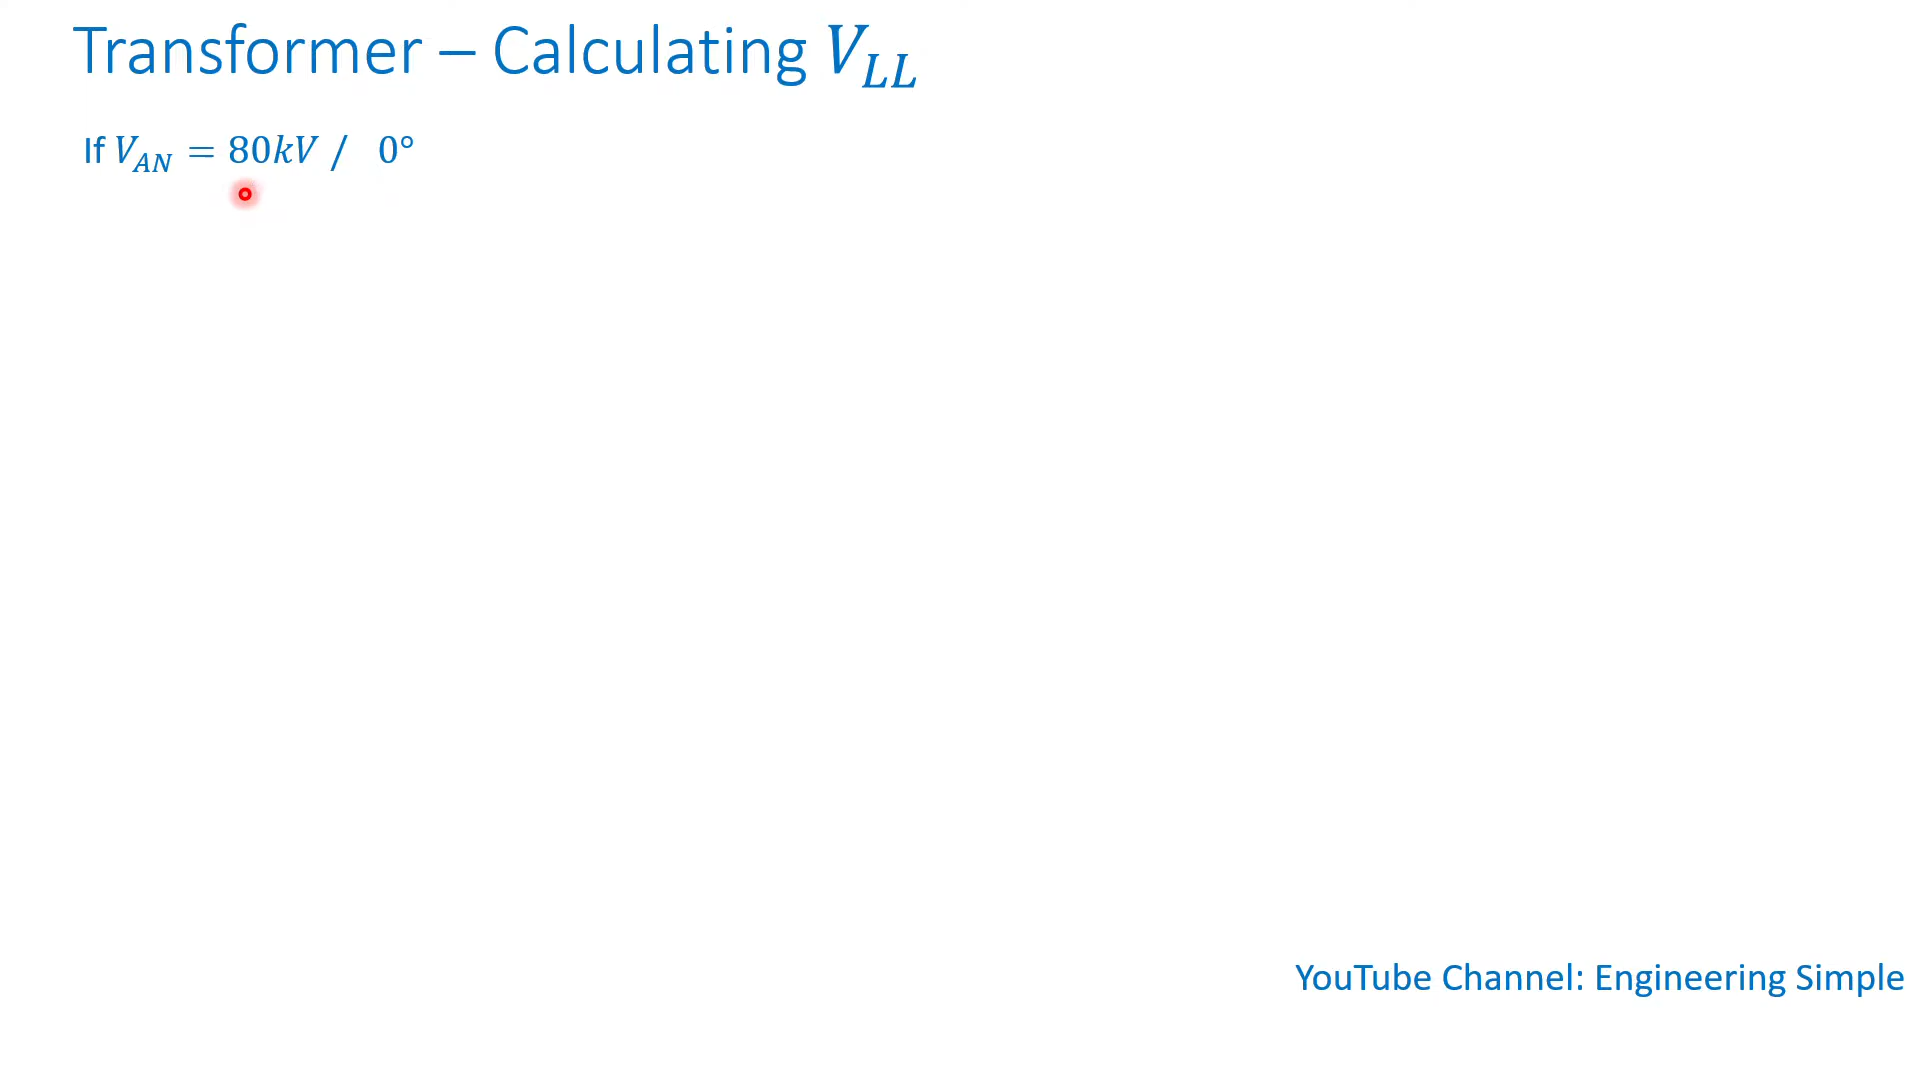 Transformer – Calculating V_LL
If V_AN = 80kV / 0°
YouTube Channel: Engineering Simple